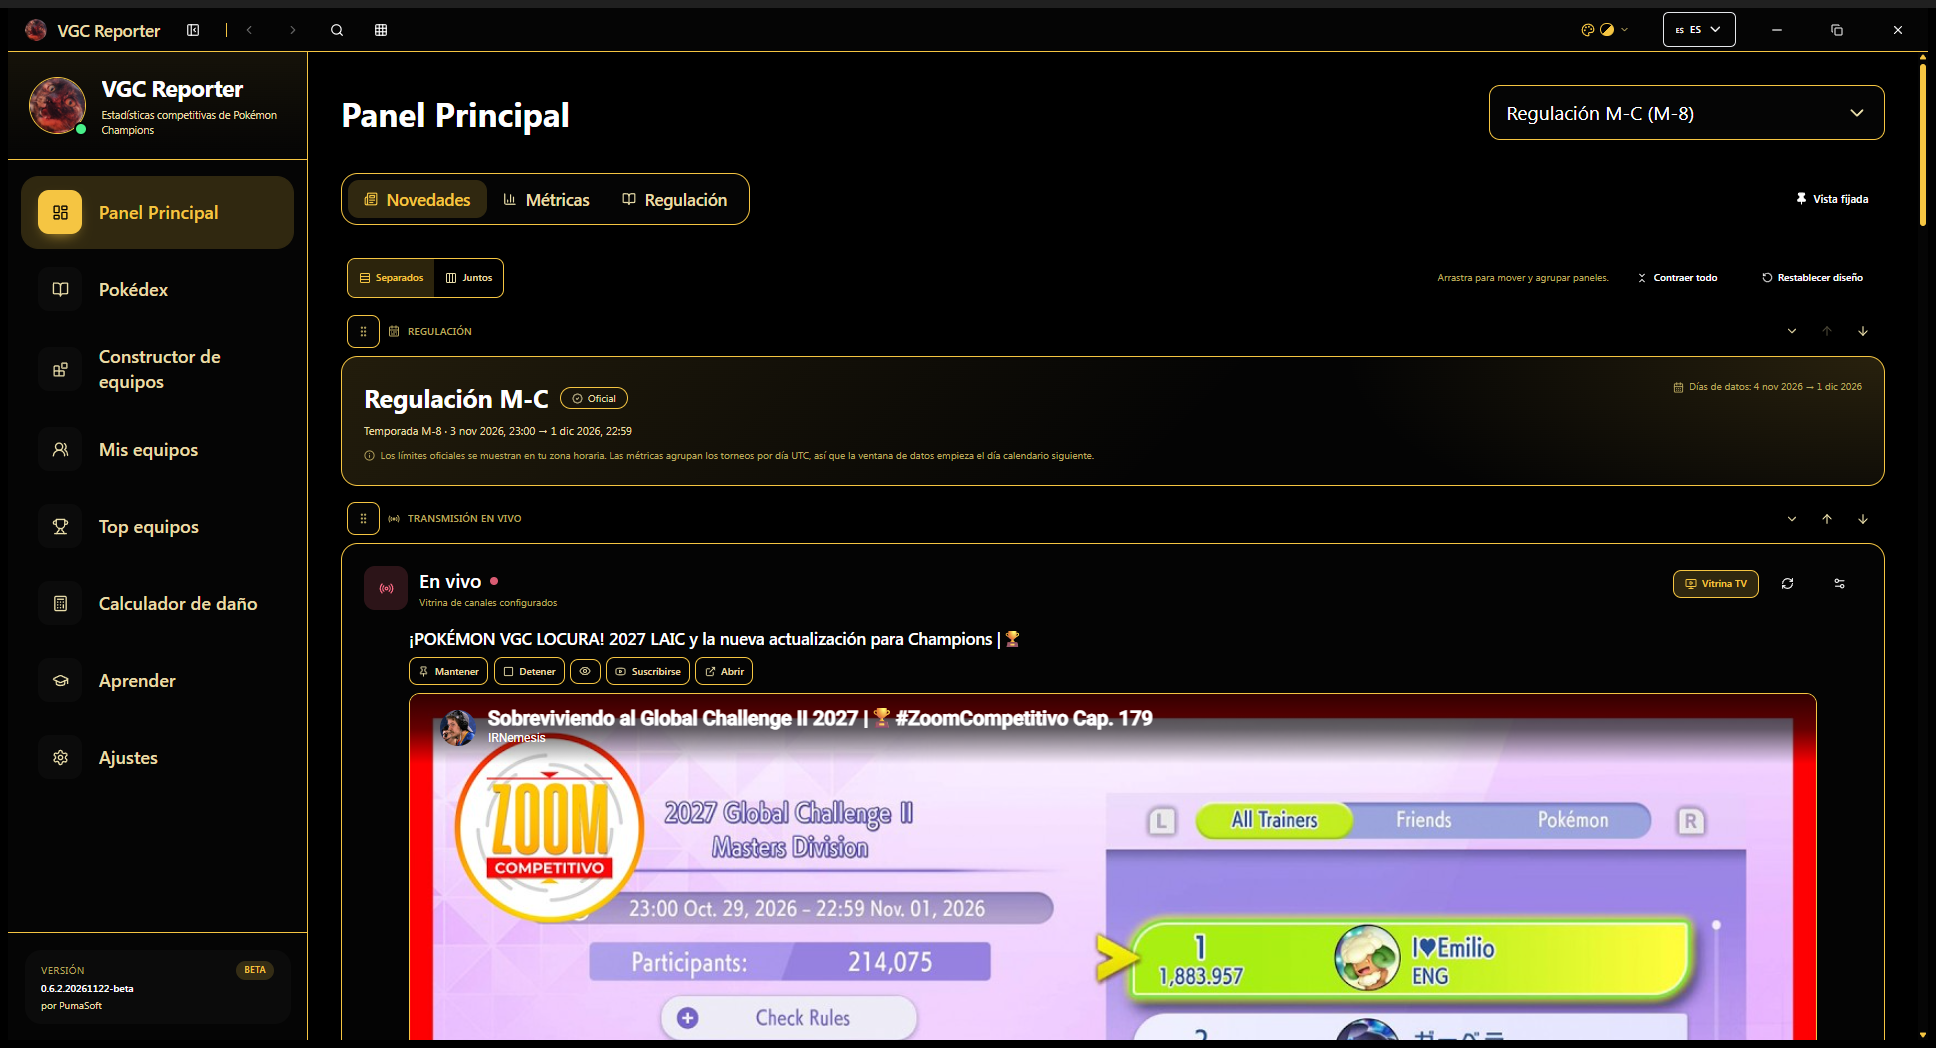 VGC Reporter
ES ES
VGC Reporter
Estadísticas competitivas de Pokémon
Champions
Panel Principal
Pokédex
Constructor de
equipos
Mis equipos
Top equipos
Calculador de daño
Aprender
Ajustes
VERSIÓN
BETA
0.6.2.20261122-beta
por PumaSoft
Panel Principal
Regulación M-C (M-8)
Novedades
Métricas
Regulación
Vista fijada
Separados
Juntos
Arrastra para mover y agrupar paneles.
Contraer todo
Restablecer diseño
REGULACIÓN
Regulación M-C
Oficial
Días de datos: 4 nov 2026 → 1 dic 2026
Temporada M-8 · 3 nov 2026, 23:00 → 1 dic 2026, 22:59
Los límites oficiales se muestran en tu zona horaria. Las métricas agrupan los torneos por día UTC, así que la ventana de datos empieza el día calendario siguiente.
TRANSMISIÓN EN VIVO
En vivo
Vitrina de canales configurados
Vitrina TV
¡POKÉMON VGC LOCURA! 2027 LAIC y la nueva actualización para Champions | 🏆
Mantener
Detener
Suscribirse
Abrir
Sobreviviendo al Global Challenge II 2027 | 🏆 #ZoomCompetitivo Cap. 179
IRNemesis
ZOOM
COMPETITIVO
2027 Global Challenge II
Masters Division
23:00 Oct. 29, 2026 – 22:59 Nov. 01, 2026
Participants: 214,075
Check Rules
L
All Trainers
Friends
Pokémon
R
1
1,883.957
I♥Emilio
ENG
2